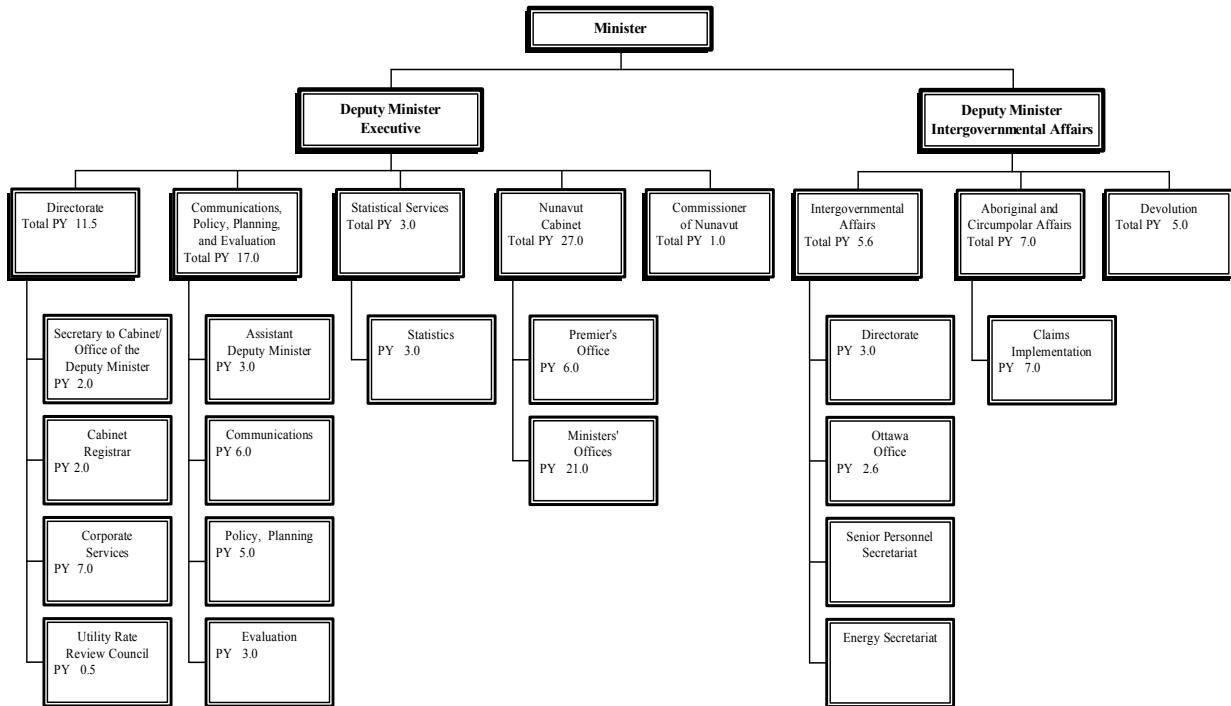 Minister
Deputy Minister
Executive
Deputy Minister
Intergovernmental Affairs
Directorate
Total PY 11.5
Communications,
Policy, Planning,
and Evaluation
Total PY 17.0
Statistical Services
Total PY 3.0
Nunavut
Cabinet
Total PY 27.0
Commissioner
of Nunavut
Total PY 1.0
Intergovernmental
Affairs
Total PY 5.6
Aboriginal and
Circumpolar Affairs
Total PY 7.0
Devolution
Total PY 5.0
Secretary to Cabinet/
Office of the
Deputy Minister
PY 2.0
Assistant
Deputy Minister
PY 3.0
Statistics
PY 3.0
Premier's
Office
PY 6.0
Directorate
PY 3.0
Claims
Implementation
PY 7.0
Cabinet
Registrar
PY 2.0
Communications
PY 6.0
Ministers'
Offices
PY 21.0
Ottawa
Office
PY 2.6
Corporate
Services
PY 7.0
Policy, Planning
PY 5.0
Senior Personnel
Secretariat
Utility Rate
Review Council
PY 0.5
Evaluation
PY 3.0
Energy Secretariat